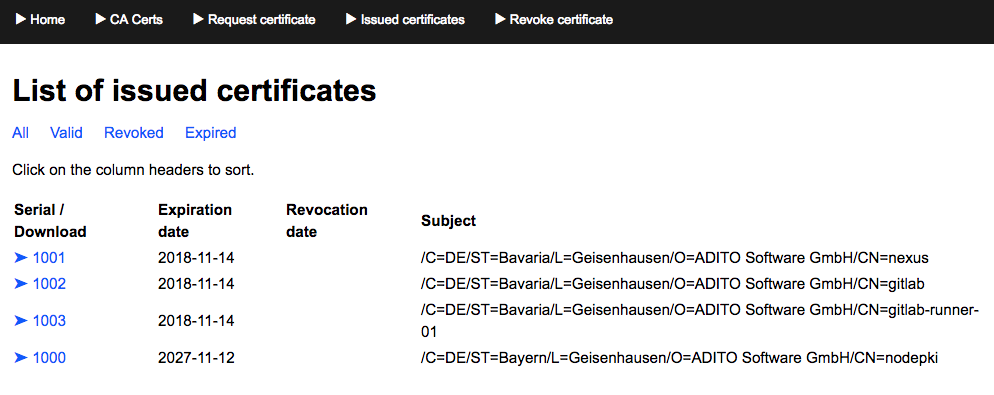 ▶ Home ▶ CA Certs ▶ Request certificate ▶ Issued certificates ▶ Revoke certificate
List of issued certificates
All Valid Revoked Expired
Click on the column headers to sort.
Serial / Download Expiration date Revocation date Subject
➤ 1001 2018-11-14 /C=DE/ST=Bavaria/L=Geisenhausen/O=ADITO Software GmbH/CN=nexus
➤ 1002 2018-11-14 /C=DE/ST=Bavaria/L=Geisenhausen/O=ADITO Software GmbH/CN=gitlab
➤ 1003 2018-11-14 /C=DE/ST=Bavaria/L=Geisenhausen/O=ADITO Software GmbH/CN=gitlab-runner-
01
➤ 1000 2027-11-12 /C=DE/ST=Bayern/L=Geisenhausen/O=ADITO Software GmbH/CN=nodepki